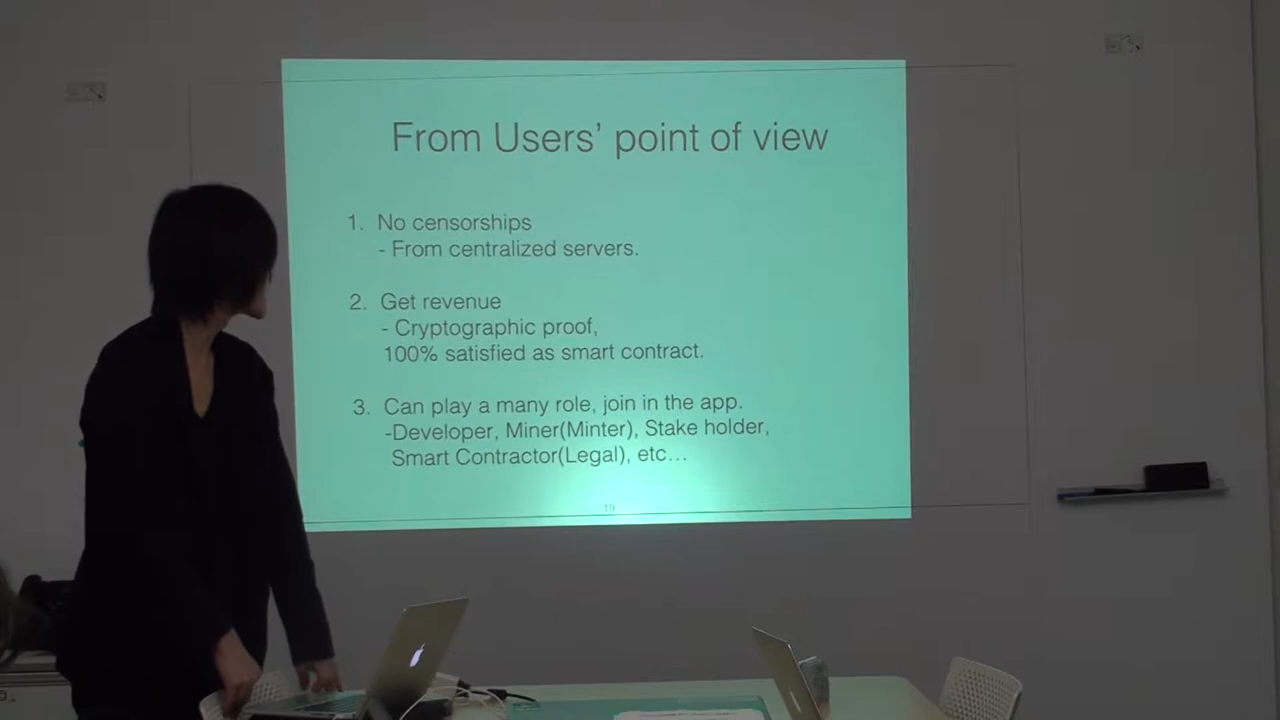 From Users’ point of view
1. No censorships
- From centralized servers.
2. Get revenue
- Cryptographic proof,
100% satisfied as smart contract.
3. Can play a many role, join in the app.
-Developer, Miner(Minter), Stake holder,
Smart Contractor(Legal), etc…
19